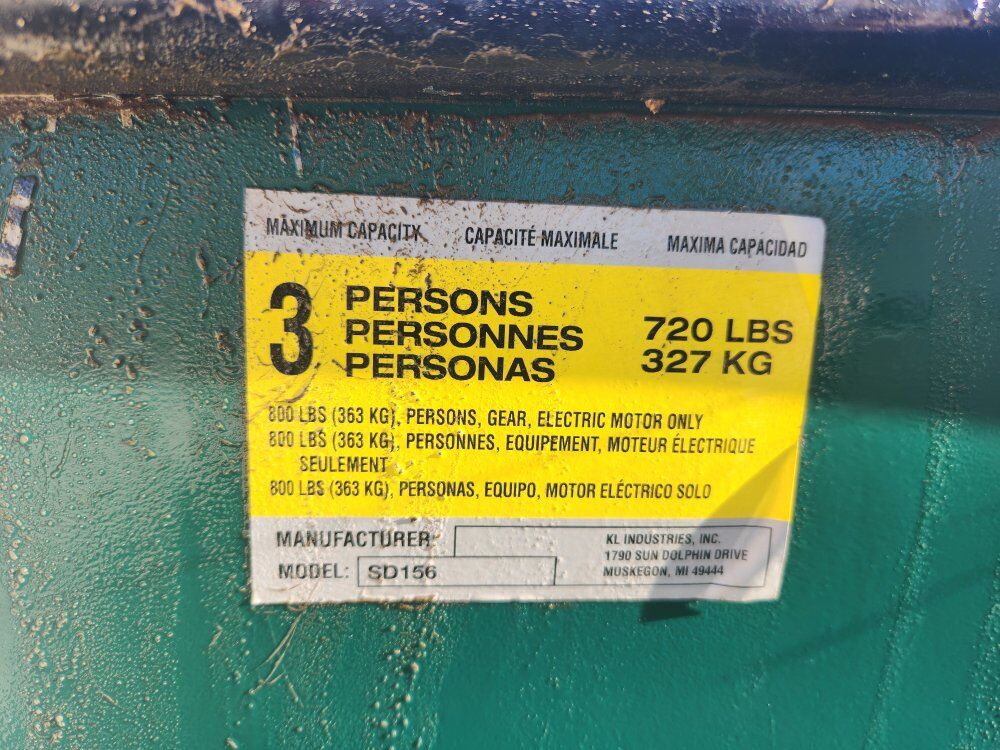 MAXIMUM CAPACITY CAPACITÉ MAXIMALE MAXIMA CAPACIDAD
3 PERSONS
PERSONNES
PERSONAS
720 LBS
327 KG
800 LBS (363 KG), PERSONS, GEAR, ELECTRIC MOTOR ONLY
800 LBS (363 KG), PERSONNES, EQUIPEMENT, MOTEUR ÉLECTRIQUE
SEULEMENT
800 LBS (363 KG), PERSONAS, EQUIPO, MOTOR ELÉCTRICO SOLO
MANUFACTURER:
MODEL: SD156
KL INDUSTRIES, INC.
1790 SUN DOLPHIN DRIVE
MUSKEGON, MI 49444